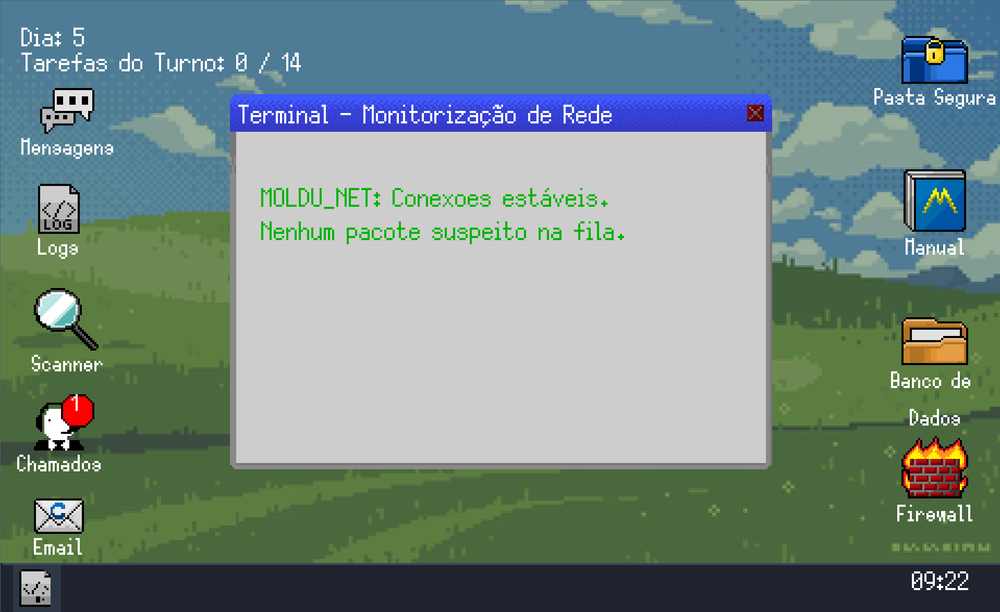 Dia: 5
Tarefas do Turno: 0 / 14
Mensagens
LOG
Logs
Scanner
1
Chamados
Email
Terminal - Monitorização de Rede
MOLDU_NET: Conexoes estáveis.
Nenhum pacote suspeito na fila.
Pasta Segura
Manual
Banco de
Dados
Firewall
09:22